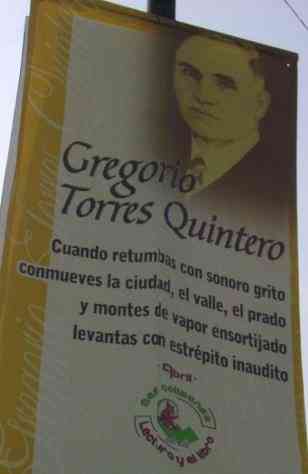 Gregorio
Torres Quintero
Cuando retumbas con sonoro grito
conmueves la ciudad, el valle, el prado
y montes de vapor ensortijado
levantas con estrépito inaudito
Abril
Lectura y el libro